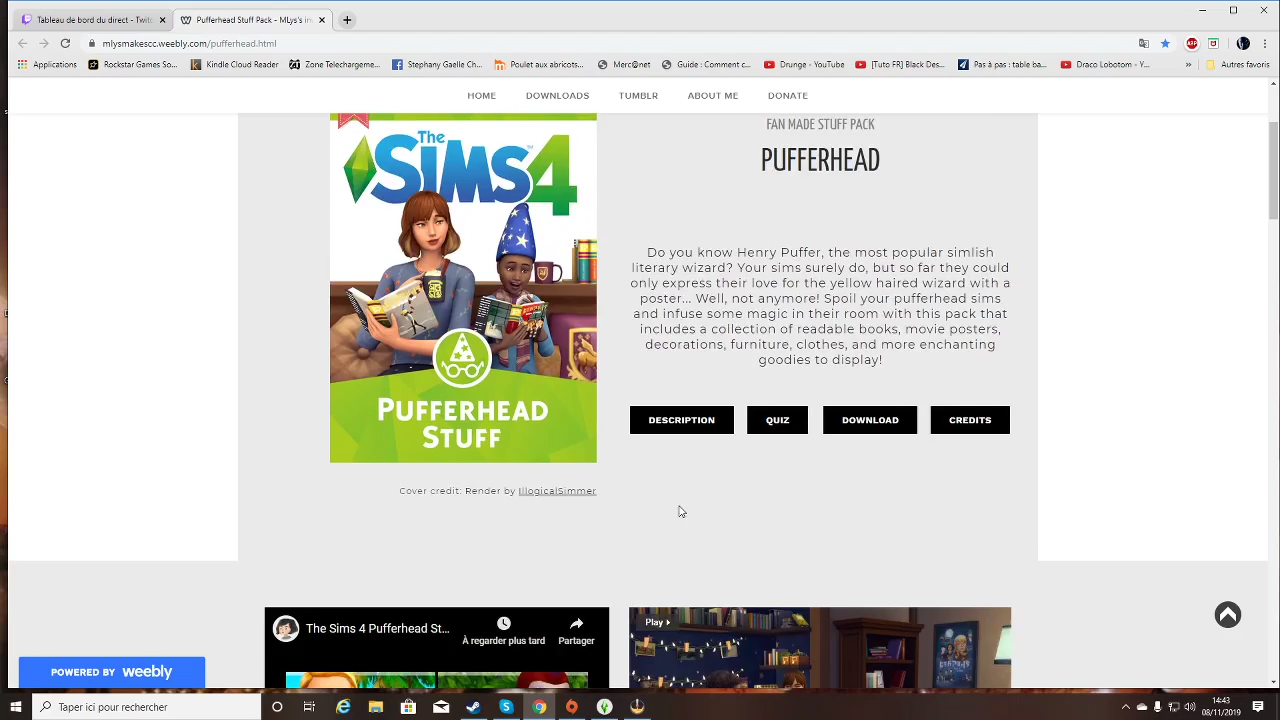 Tableau de bord du direct - Twitc
Pufferhead Stuff Pack - MLys's in
mlysmakescc.weebly.com/pufferhead.html
Applications
Rockstar Games So...
Kindle Cloud Reader
Zone Telechargeme...
Stephany Gaelle Ch...
Poulet aux abricots...
Merc@net
Guide : Comment c...
Drunge - YouTube
[Tuto FR] Black Des...
Pas à pas : table ba...
Draco Lobotom - Y...
»
Autres favoris
HOME
DOWNLOADS
TUMBLR
ABOUT ME
DONATE
The
SIMS 4
PUFFERHEAD
STUFF
Cover credit: Render by IllogicalSimmer
FAN MADE STUFF PACK
PUFFERHEAD
Do you know Henry Puffer, the most popular simlish
literary wizard? Your sims surely do, but so far they could
only express their love for the yellow haired wizard with a
poster... Well, not anymore! Spoil your pufferhead sims
and infuse some magic in their room with this pack that
includes a collection of readable books, movie posters,
decorations, furniture, clothes, and more enchanting
goodies to display!
DESCRIPTION
QUIZ
DOWNLOAD
CREDITS
The Sims 4 Pufferhead St...
À regarder plus tard
Partager
Play
POWERED BY weebly
Taper ici pour rechercher
14:43
08/11/2019